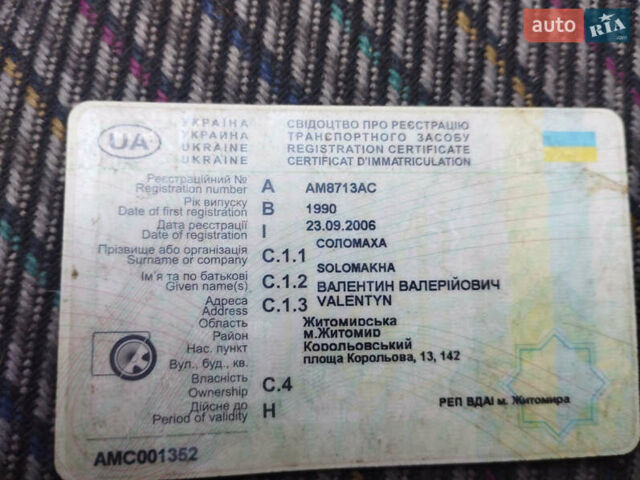 auto RIA.com
УКРАЇНА
УКРАИНА
UKRAINE
UKRAINE
UA
СВІДОЦТВО ПРО РЕЄСТРАЦІЮ
ТРАНСПОРТНОГО ЗАСОБУ
REGISTRATION CERTIFICATE
CERTIFICAT D'IMMATRICULATION
Реєстраційний №
Registration number A AM8713AC
Рік випуску
Date of first registration B 1990
Дата реєстрації
Date of registration I 23.09.2006
Прізвище або організація
Surname or company C.1.1 СОЛОМАХА
SOLOMAKHA
Ім'я та по батькові
Given name(s) C.1.2 ВАЛЕНТИН ВАЛЕРІЙОВИЧ
VALENTYN
Адреса
Address C.1.3
Область Житомирська
Район м.Житомир
Нас. пункт Корольовський
Вул., буд., кв. площа Корольова, 13, 142
Власність
Ownership C.4
Дійсне до
Period of validity H
РЕП ВДАІ м. Житомира
AMC001352